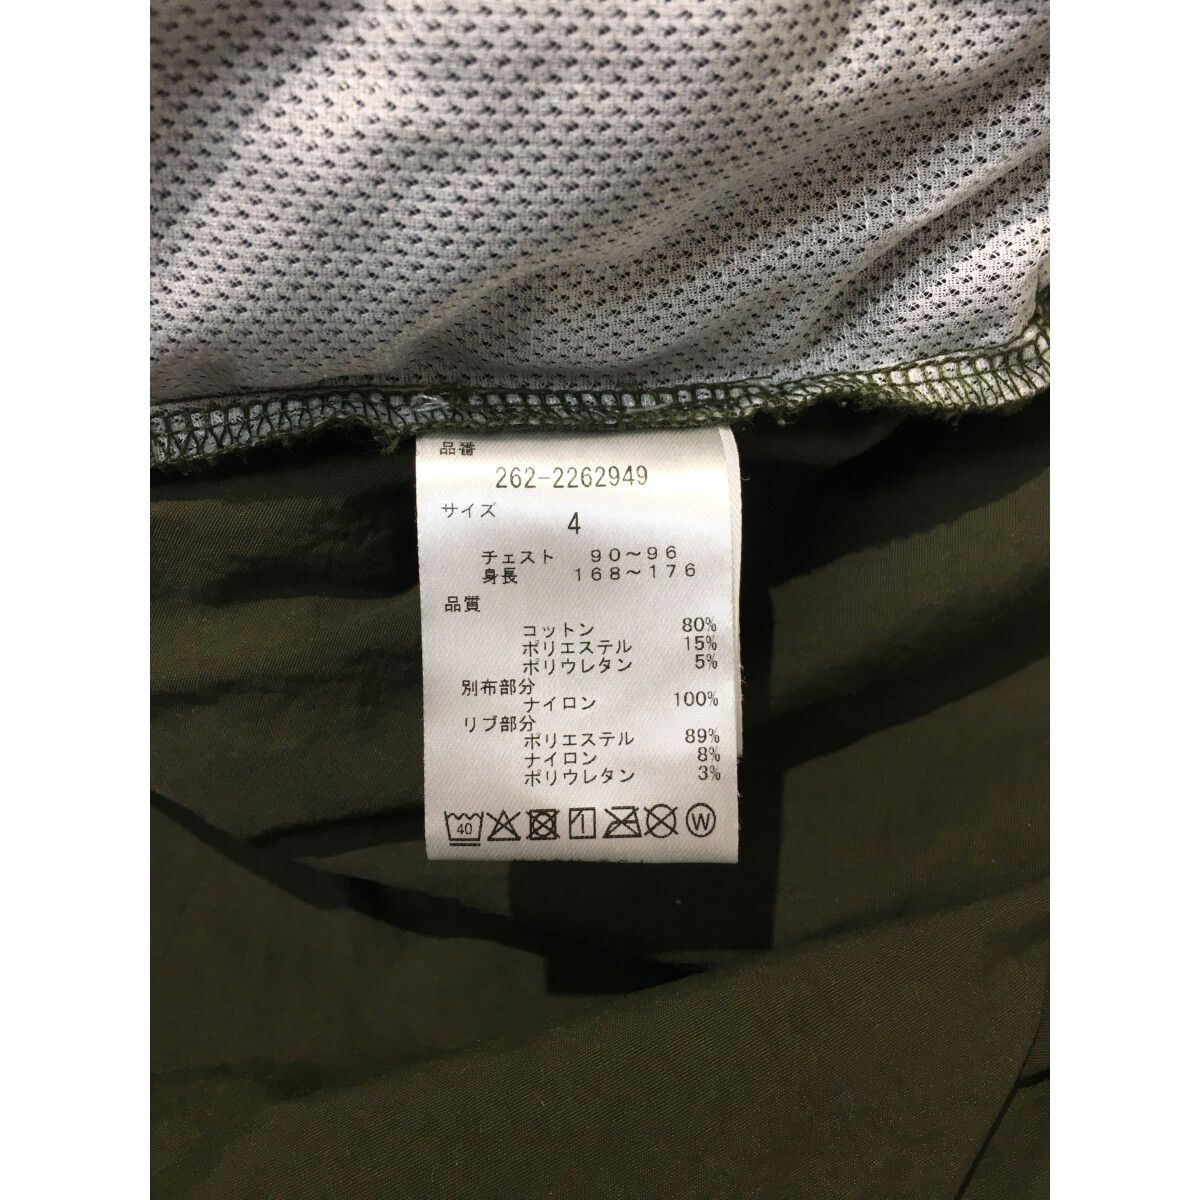 品番
262-2262949
サイズ
4
チェスト 90~96
身長 168~176
品質
コットン 80%
ポリエステル 15%
ポリウレタン 5%
別布部分
ナイロン 100%
リブ部分
ポリエステル 89%
ナイロン 8%
ポリウレタン 3%
40 W